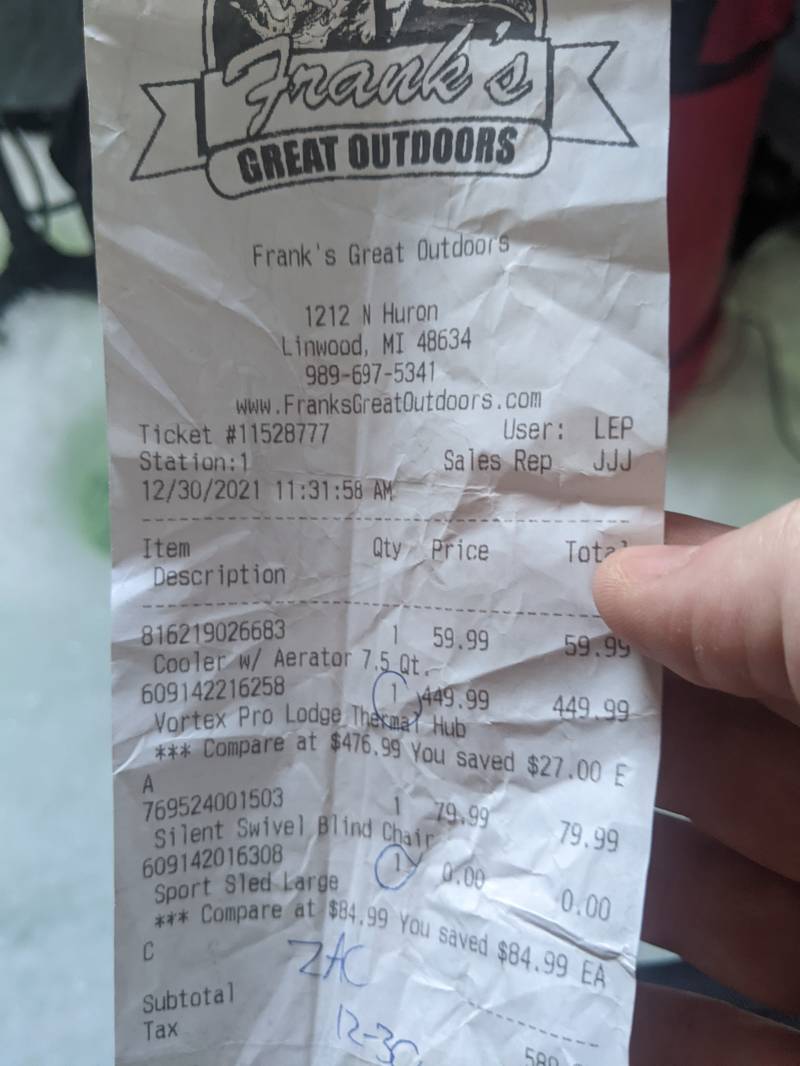 Frank's
GREAT OUTDOORS
Frank's Great Outdoors
1212 N Huron
Linwood, MI 48634
989-697-5341
www.FranksGreatOutdoors.com
Ticket #11528777 User: LEP
Station:1 Sales Rep JJJ
12/30/2021 11:31:58 AM
Item Qty Price Total
Description
816219026683 1 59.99 59.99
Cooler w/ Aerator 7.5 Qt.
609142216258 1 449.99 449.99
Vortex Pro Lodge Thermal Hub
*** Compare at $476.99 You saved $27.00 E
A
769524001503 1 79.99 79.99
Silent Swivel Blind Chair
609142016308 1 0.00 0.00
Sport Sled Large
*** Compare at $84.99 You saved $84.99 EA
C
ZAC
Subtotal
Tax 12-30